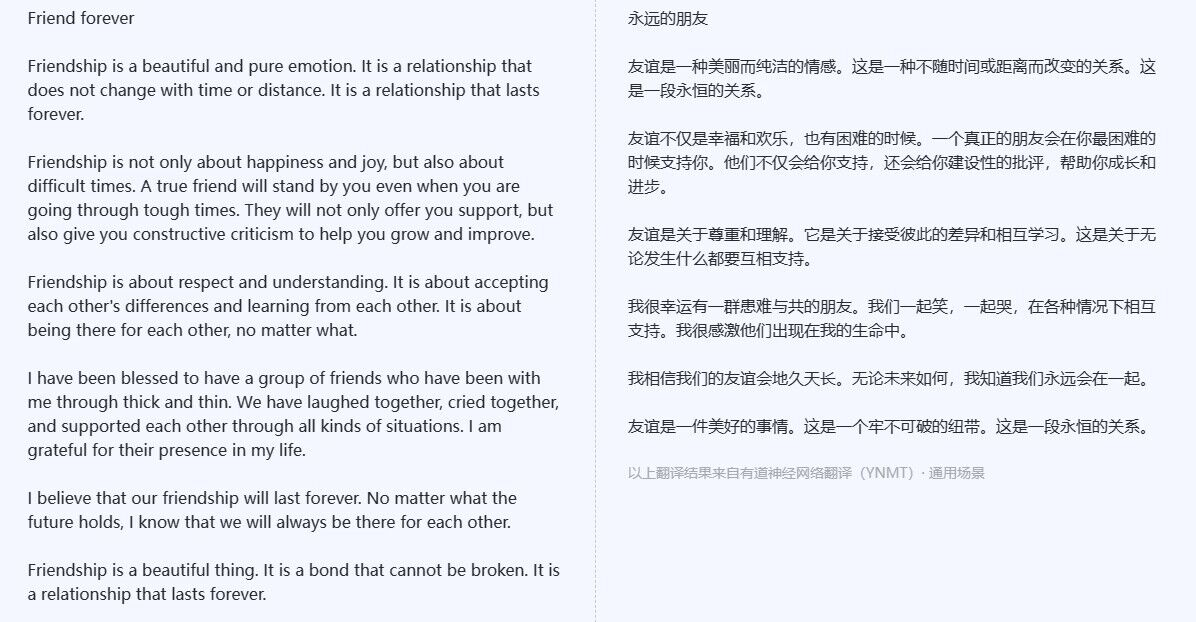 Friend forever
Friendship is a beautiful and pure emotion. It is a relationship that
does not change with time or distance. It is a relationship that lasts
forever.
Friendship is not only about happiness and joy, but also about
difficult times. A true friend will stand by you even when you are
going through tough times. They will not only offer you support, but
also give you constructive criticism to help you grow and improve.
Friendship is about respect and understanding. It is about accepting
each other's differences and learning from each other. It is about
being there for each other, no matter what.
I have been blessed to have a group of friends who have been with
me through thick and thin. We have laughed together, cried together,
and supported each other through all kinds of situations. I am
grateful for their presence in my life.
I believe that our friendship will last forever. No matter what the
future holds, I know that we will always be there for each other.
Friendship is a beautiful thing. It is a bond that cannot be broken. It is
a relationship that lasts forever.
永远的朋友
友谊是一种美丽而纯洁的情感。这是一种不随时间或距离而改变的关系。这
是一段永恒的关系。
友谊不仅是幸福和欢乐，也有困难的时候。一个真正的朋友会在你最困难的
时候支持你。他们不仅会给你支持，还会给你建设性的批评，帮助你成长和
进步。
友谊是关于尊重和理解。它是关于接受彼此的差异和相互学习。这是关于无
论发生什么都要互相支持。
我很幸运有一群患难与共的朋友。我们一起笑，一起哭，在各种情况下相互
支持。我很感激他们出现在我的生命中。
我相信我们的友谊会地久天长。无论未来如何，我知道我们永远会在一起。
友谊是一件美好的事情。这是一个牢不可破的纽带。这是一段永恒的关系。
以上翻译结果来自有道神经网络翻译（YNMT）· 通用场景